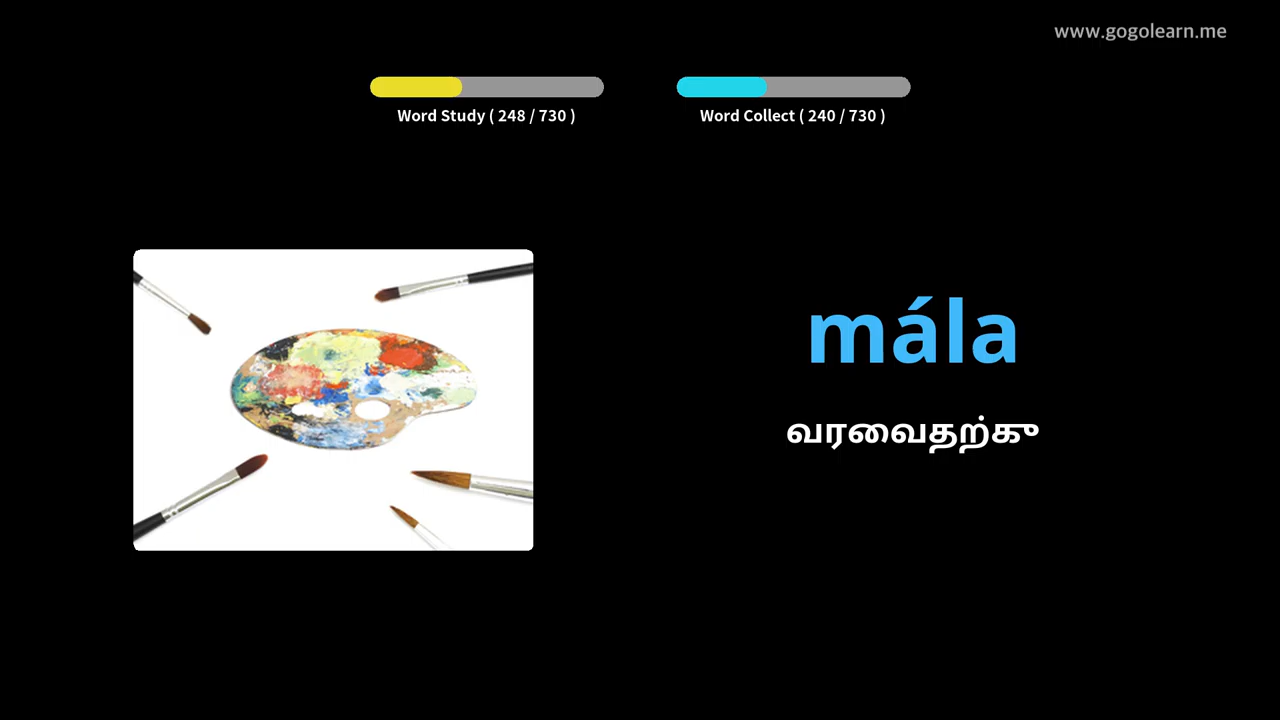 www.gogolearn.me
Word Study ( 248 / 730 )
Word Collect ( 240 / 730 )
mála
வரவைதற்கு